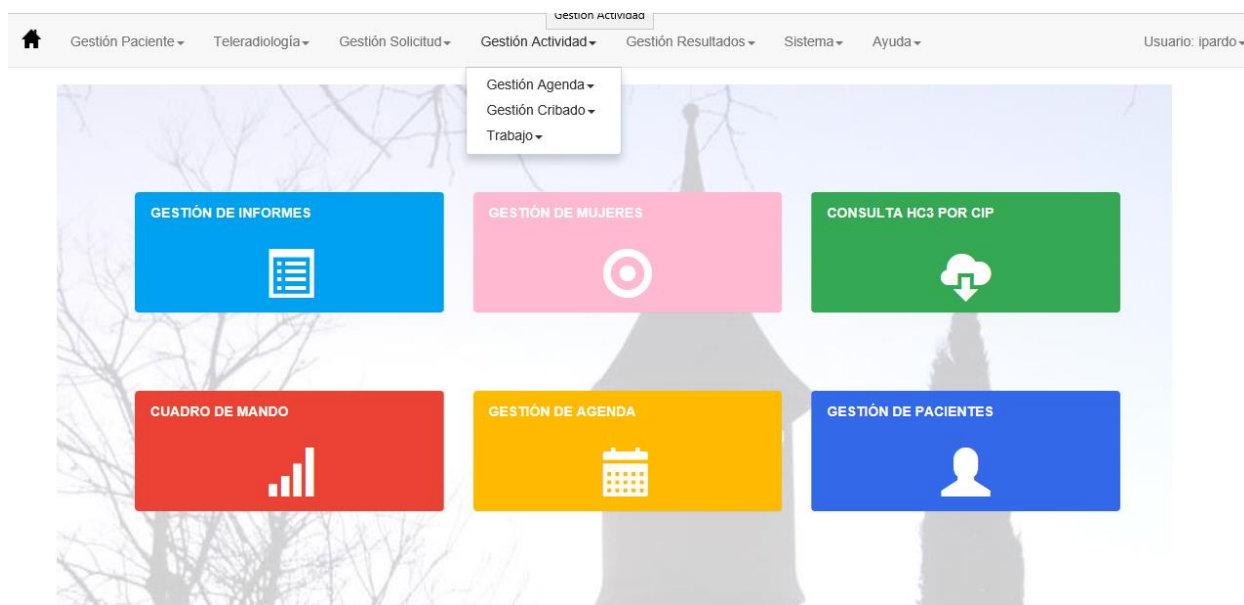 Gestión Actividad
Gestión Paciente Teleradiología Gestión Solicitud Gestión Actividad Gestión Resultados Sistema Ayuda Usuario: ipardo
Gestión Agenda
Gestión Cribado
Trabajo
GESTIÓN DE INFORMES GESTIÓN DE MUJERES CONSULTA HC3 POR CIP
CUADRO DE MANDO GESTIÓN DE AGENDA GESTIÓN DE PACIENTES